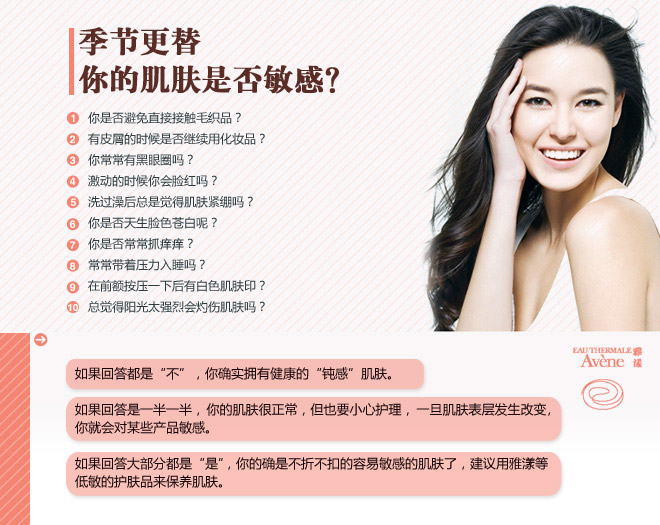 季节更替
你的肌肤是否敏感?
1 你是否避免直接接触毛织品?
2 有皮屑的时候是否继续用化妆品?
3 你常常有黑眼圈吗?
4 激动的时候你会脸红吗?
5 洗过澡后总是觉得肌肤紧绷吗?
6 你是否天生脸色苍白呢?
7 你是否常常抓痒痒?
8 常常带着压力入睡吗?
9 在前额按压一下后有白色肌肤印?
10 总觉得阳光太强烈会灼伤肌肤吗?
EAU THERMALE
Avène
雅漾
如果回答都是“不”，你确实拥有健康的“钝感”肌肤。
如果回答是一半一半，你的肌肤很正常，但也要小心护理，一旦肌肤表层发生改变，
你就会对某些产品敏感。
如果回答大部分都是“是”，你的确是不折不扣的容易敏感的肌肤了，建议用雅漾等
低敏的护肤品来保养肌肤。